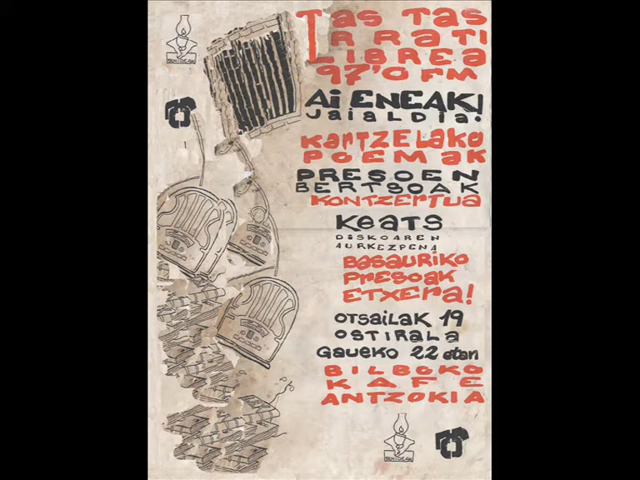 TAS TAS
IRRATI
LIBREA
97'0 FM
Ai ENEAK!
JaiaLDia!
KARTZELAKO
POEMAK
PRESOEN
BERTSOAK
KONTZERTUA
KEATS
DiSKOAREN
AURKEZPENA
BASAURIKO
PRESOAK
ETXERA!
OTSAILAK 19
OSTIRALA
GAUEKO 22 etan
BILBOKO
KAFE
ANTZOKIA